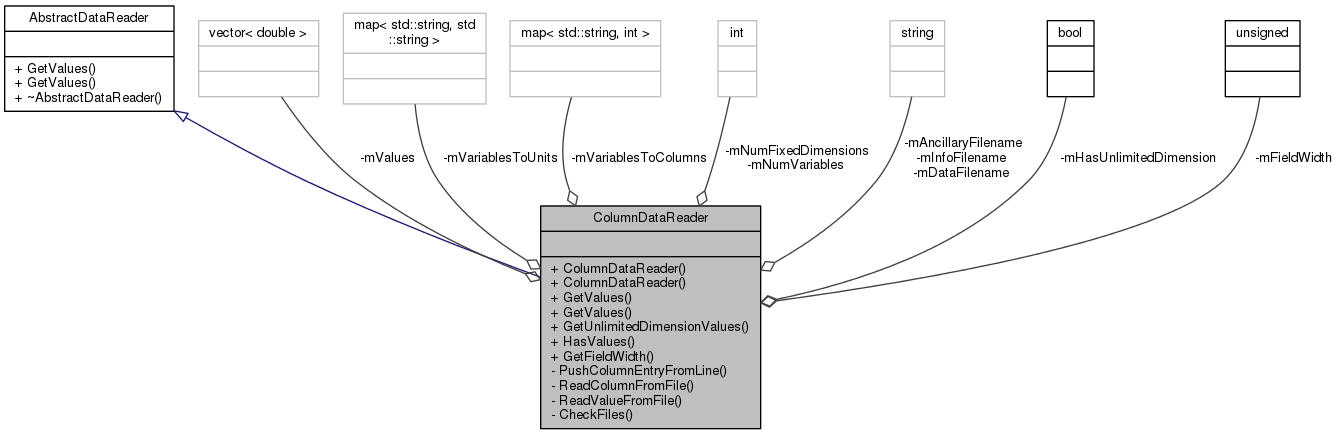 AbstractDataReader
+ GetValues()
+ GetValues()
+ ~AbstractDataReader()
vector< double >
map< std::string, std
::string >
map< std::string, int >
int
string
bool
unsigned
-mValues
-mVariablesToUnits
-mVariablesToColumns
-mNumFixedDimensions
-mNumVariables
-mAncillaryFilename
-mInfoFilename
-mDataFilename
-mHasUnlimitedDimension
-mFieldWidth
ColumnDataReader
+ ColumnDataReader()
+ ColumnDataReader()
+ GetValues()
+ GetValues()
+ GetUnlimitedDimensionValues()
+ HasValues()
+ GetFieldWidth()
- PushColumnEntryFromLine()
- ReadColumnFromFile()
- ReadValueFromFile()
- CheckFiles()